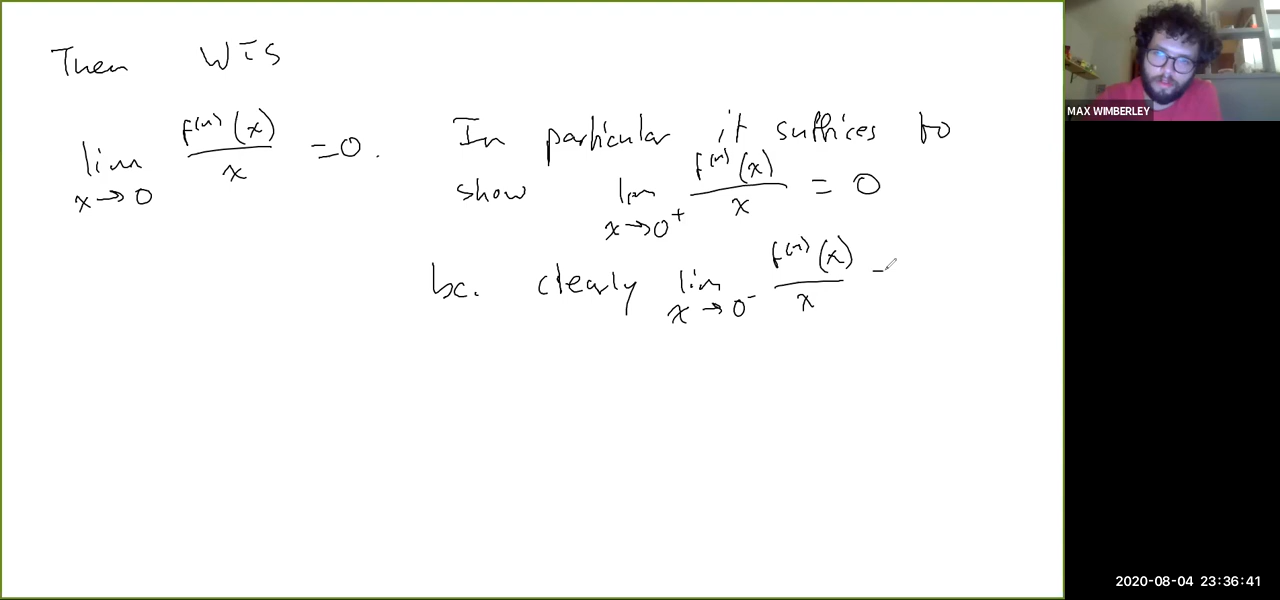 Then WTS
lim x→0 f⁽ⁿ⁾(x)/x = 0.
In particular it suffices to
show lim x→0⁺ f⁽ⁿ⁾(x)/x = 0
bc. clearly lim x→0⁻ f⁽ⁿ⁾(x)/x -
MAX WIMBERLEY
2020-08-04 23:36:41